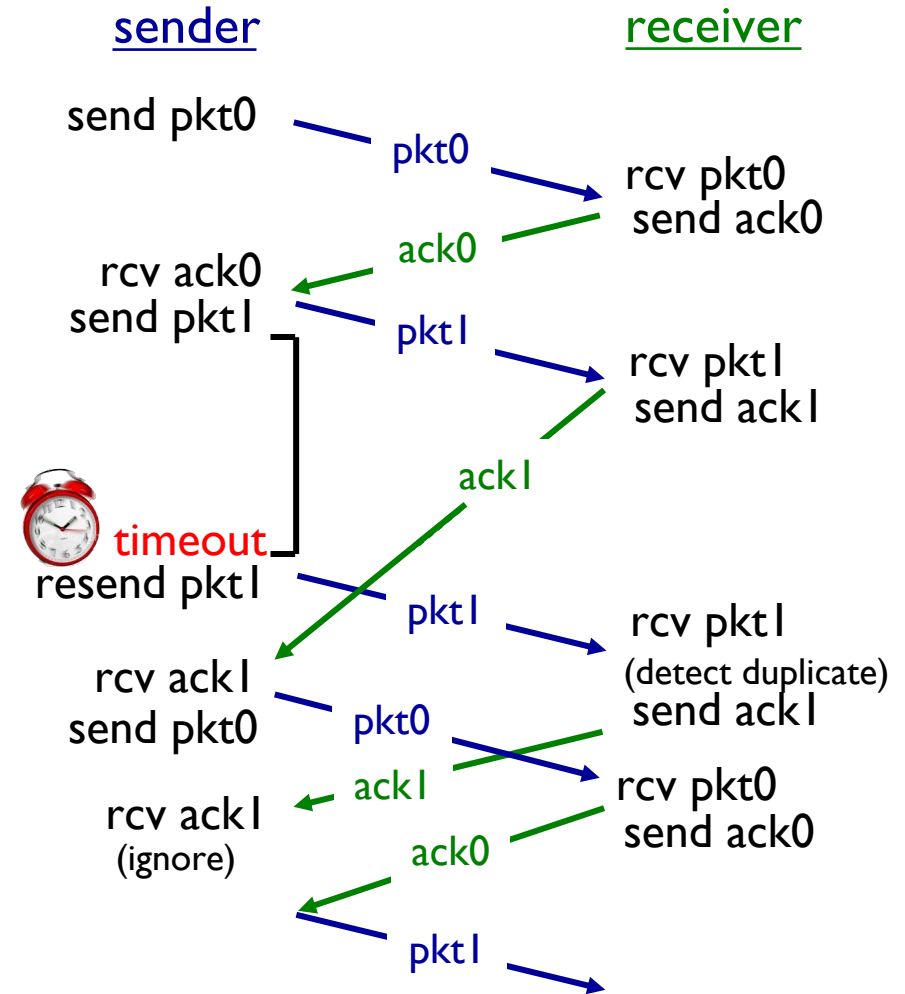 sender
receiver
send pkt0
pkt0
rcv pkt0
send ack0
ack0
rcv ack0
send pkt1
pkt1
rcv pkt1
send ack1
ack1
timeout
resend pkt1
pkt1
rcv pkt1
(detect duplicate)
send ack1
rcv ack1
send pkt0
pkt0
ack1
rcv pkt0
send ack0
rcv ack1
(ignore)
ack0
pkt1